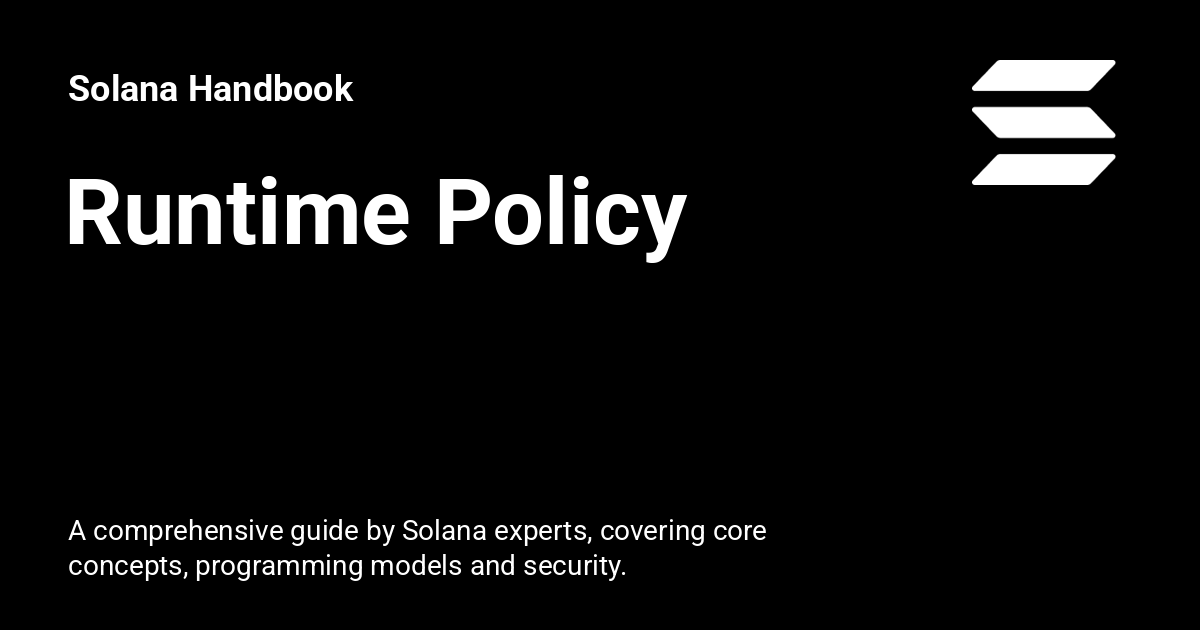 Solana Handbook
Runtime Policy
A comprehensive guide by Solana experts, covering core
concepts, programming models and security.